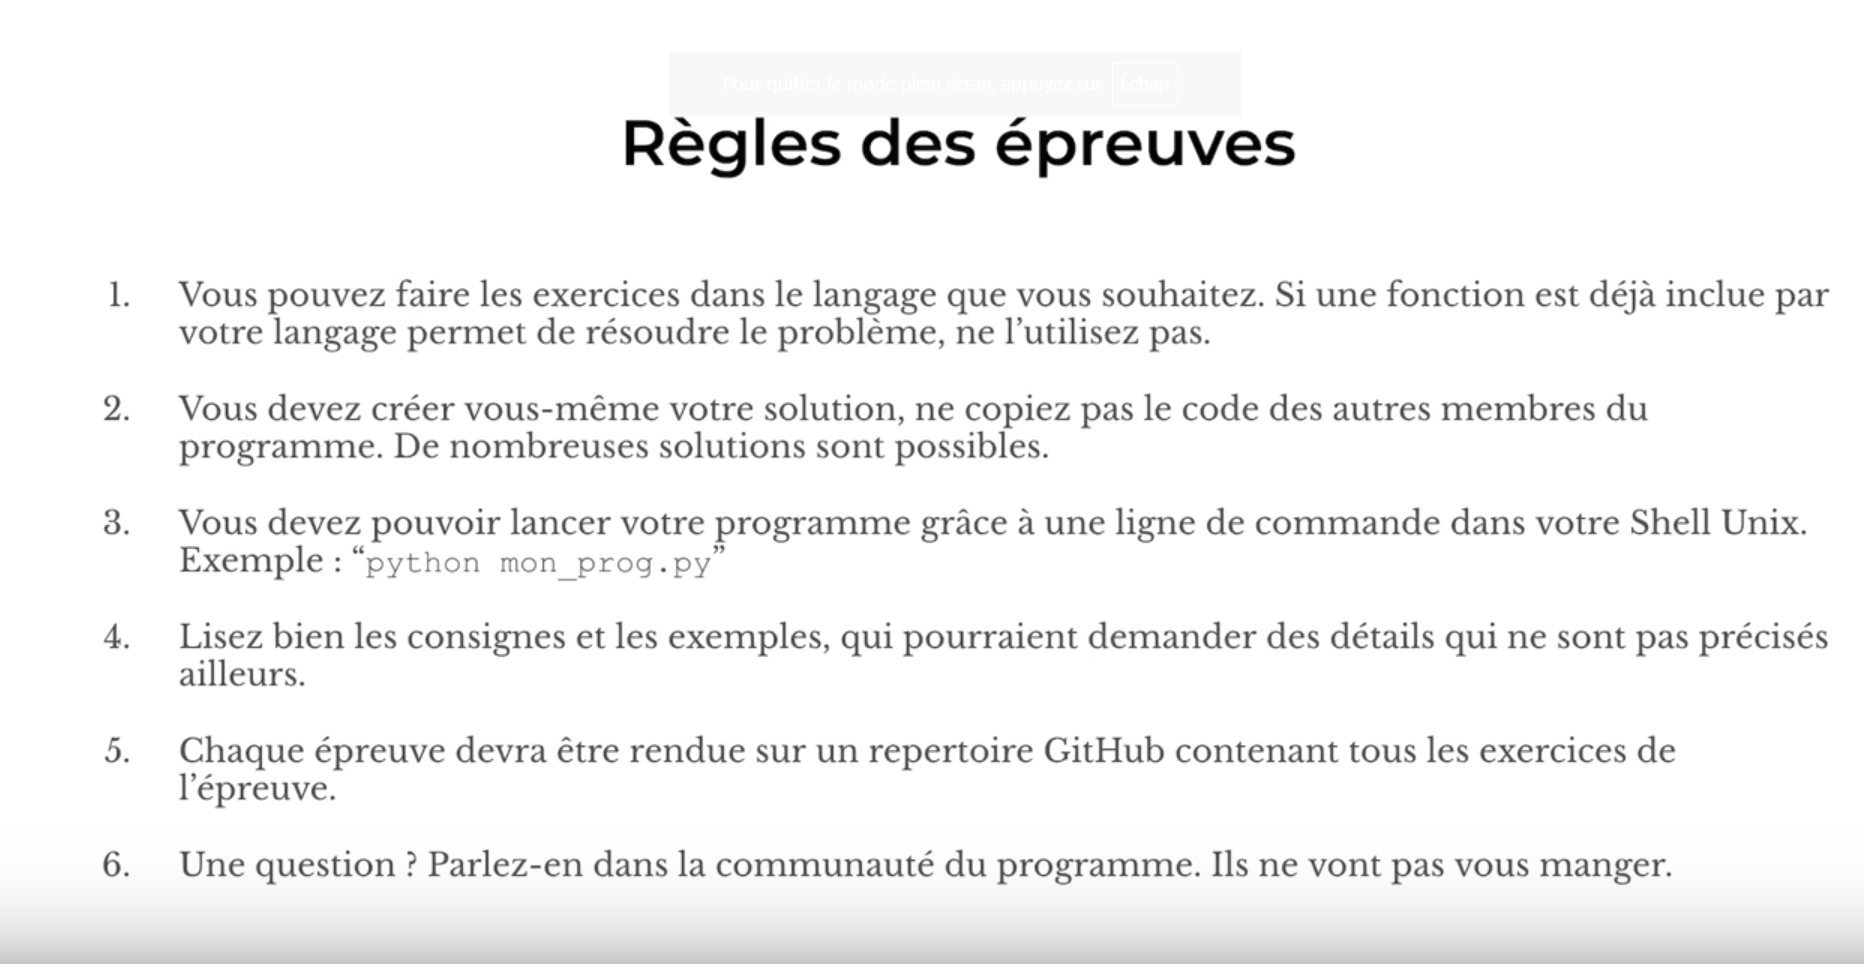 Pour quitter le mode plein écran, appuyez sur Échap
Règles des épreuves
1. Vous pouvez faire les exercices dans le langage que vous souhaitez. Si une fonction est déjà inclue par
votre langage permet de résoudre le problème, ne l’utilisez pas.
2. Vous devez créer vous-même votre solution, ne copiez pas le code des autres membres du
programme. De nombreuses solutions sont possibles.
3. Vous devez pouvoir lancer votre programme grâce à une ligne de commande dans votre Shell Unix.
Exemple : “python mon_prog.py”
4. Lisez bien les consignes et les exemples, qui pourraient demander des détails qui ne sont pas précisés
ailleurs.
5. Chaque épreuve devra être rendue sur un repertoire GitHub contenant tous les exercices de
l’épreuve.
6. Une question ? Parlez-en dans la communauté du programme. Ils ne vont pas vous manger.